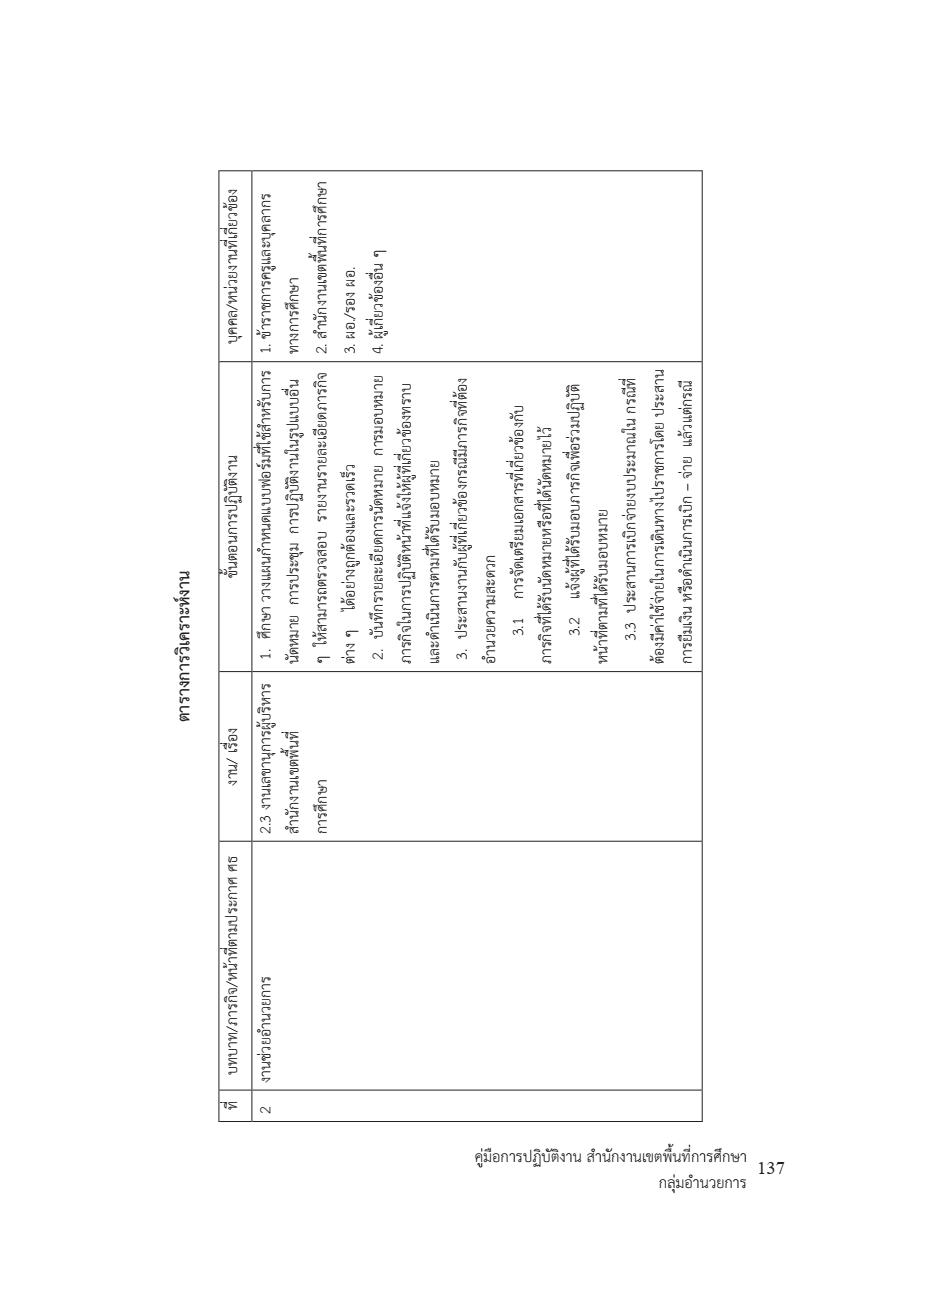 ตารางการวิเคราะห์งาน
ที่
บทบาท/ภารกิจ/หน้าที่ตามประกาศ ศธ
งาน/ เรื่อง
ขั้นตอนการปฏิบัติงาน
บุคคล/หน่วยงานที่เกี่ยวข้อง
2
งานช่วยอำนวยการ
2.3 งานเลขานุการผู้บริหาร
สำนักงานเขตพื้นที่
การศึกษา
1. ศึกษา วางแผนกำหนดแบบฟอร์มที่ใช้สำหรับการ
นัดหมาย การประชุม การปฏิบัติงานในรูปแบบอื่น
ๆ ให้สามารถตรวจสอบ รายงานรายละเอียดภารกิจ
ต่าง ๆ ได้อย่างถูกต้องและรวดเร็ว
2. บันทึกรายละเอียดการนัดหมาย การมอบหมาย
ภารกิจในการปฏิบัติหน้าที่แจ้งให้ผู้ที่เกี่ยวข้องทราบ
และดำเนินการตามที่ได้รับมอบหมาย
3. ประสานงานกับผู้ที่เกี่ยวข้องกรณีมีภารกิจที่ต้อง
อำนวยความสะดวก
3.1 การจัดเตรียมเอกสารที่เกี่ยวข้องกับ
ภารกิจที่ได้รับนัดหมายหรือที่ได้นัดหมายไว้
3.2 แจ้งผู้ที่ได้รับมอบภารกิจเพื่อร่วมปฏิบัติ
หน้าที่ตามที่ได้รับมอบหมาย
3.3 ประสานการเบิกจ่ายงบประมาณใน กรณีที่
ต้องมีค่าใช้จ่ายในการเดินทางไปราชการโดย ประสาน
การยืมเงิน หรือดำเนินการเบิก – จ่าย แล้วแต่กรณี
1. ข้าราชการครูและบุคลากร
ทางการศึกษา
2. สำนักงานเขตพื้นที่การศึกษา
3. ผอ./รอง ผอ.
4. ผู้เกี่ยวข้องอื่น ๆ
คู่มือการปฏิบัติงาน สำนักงานเขตพื้นที่การศึกษา
กลุ่มอำนวยการ
137